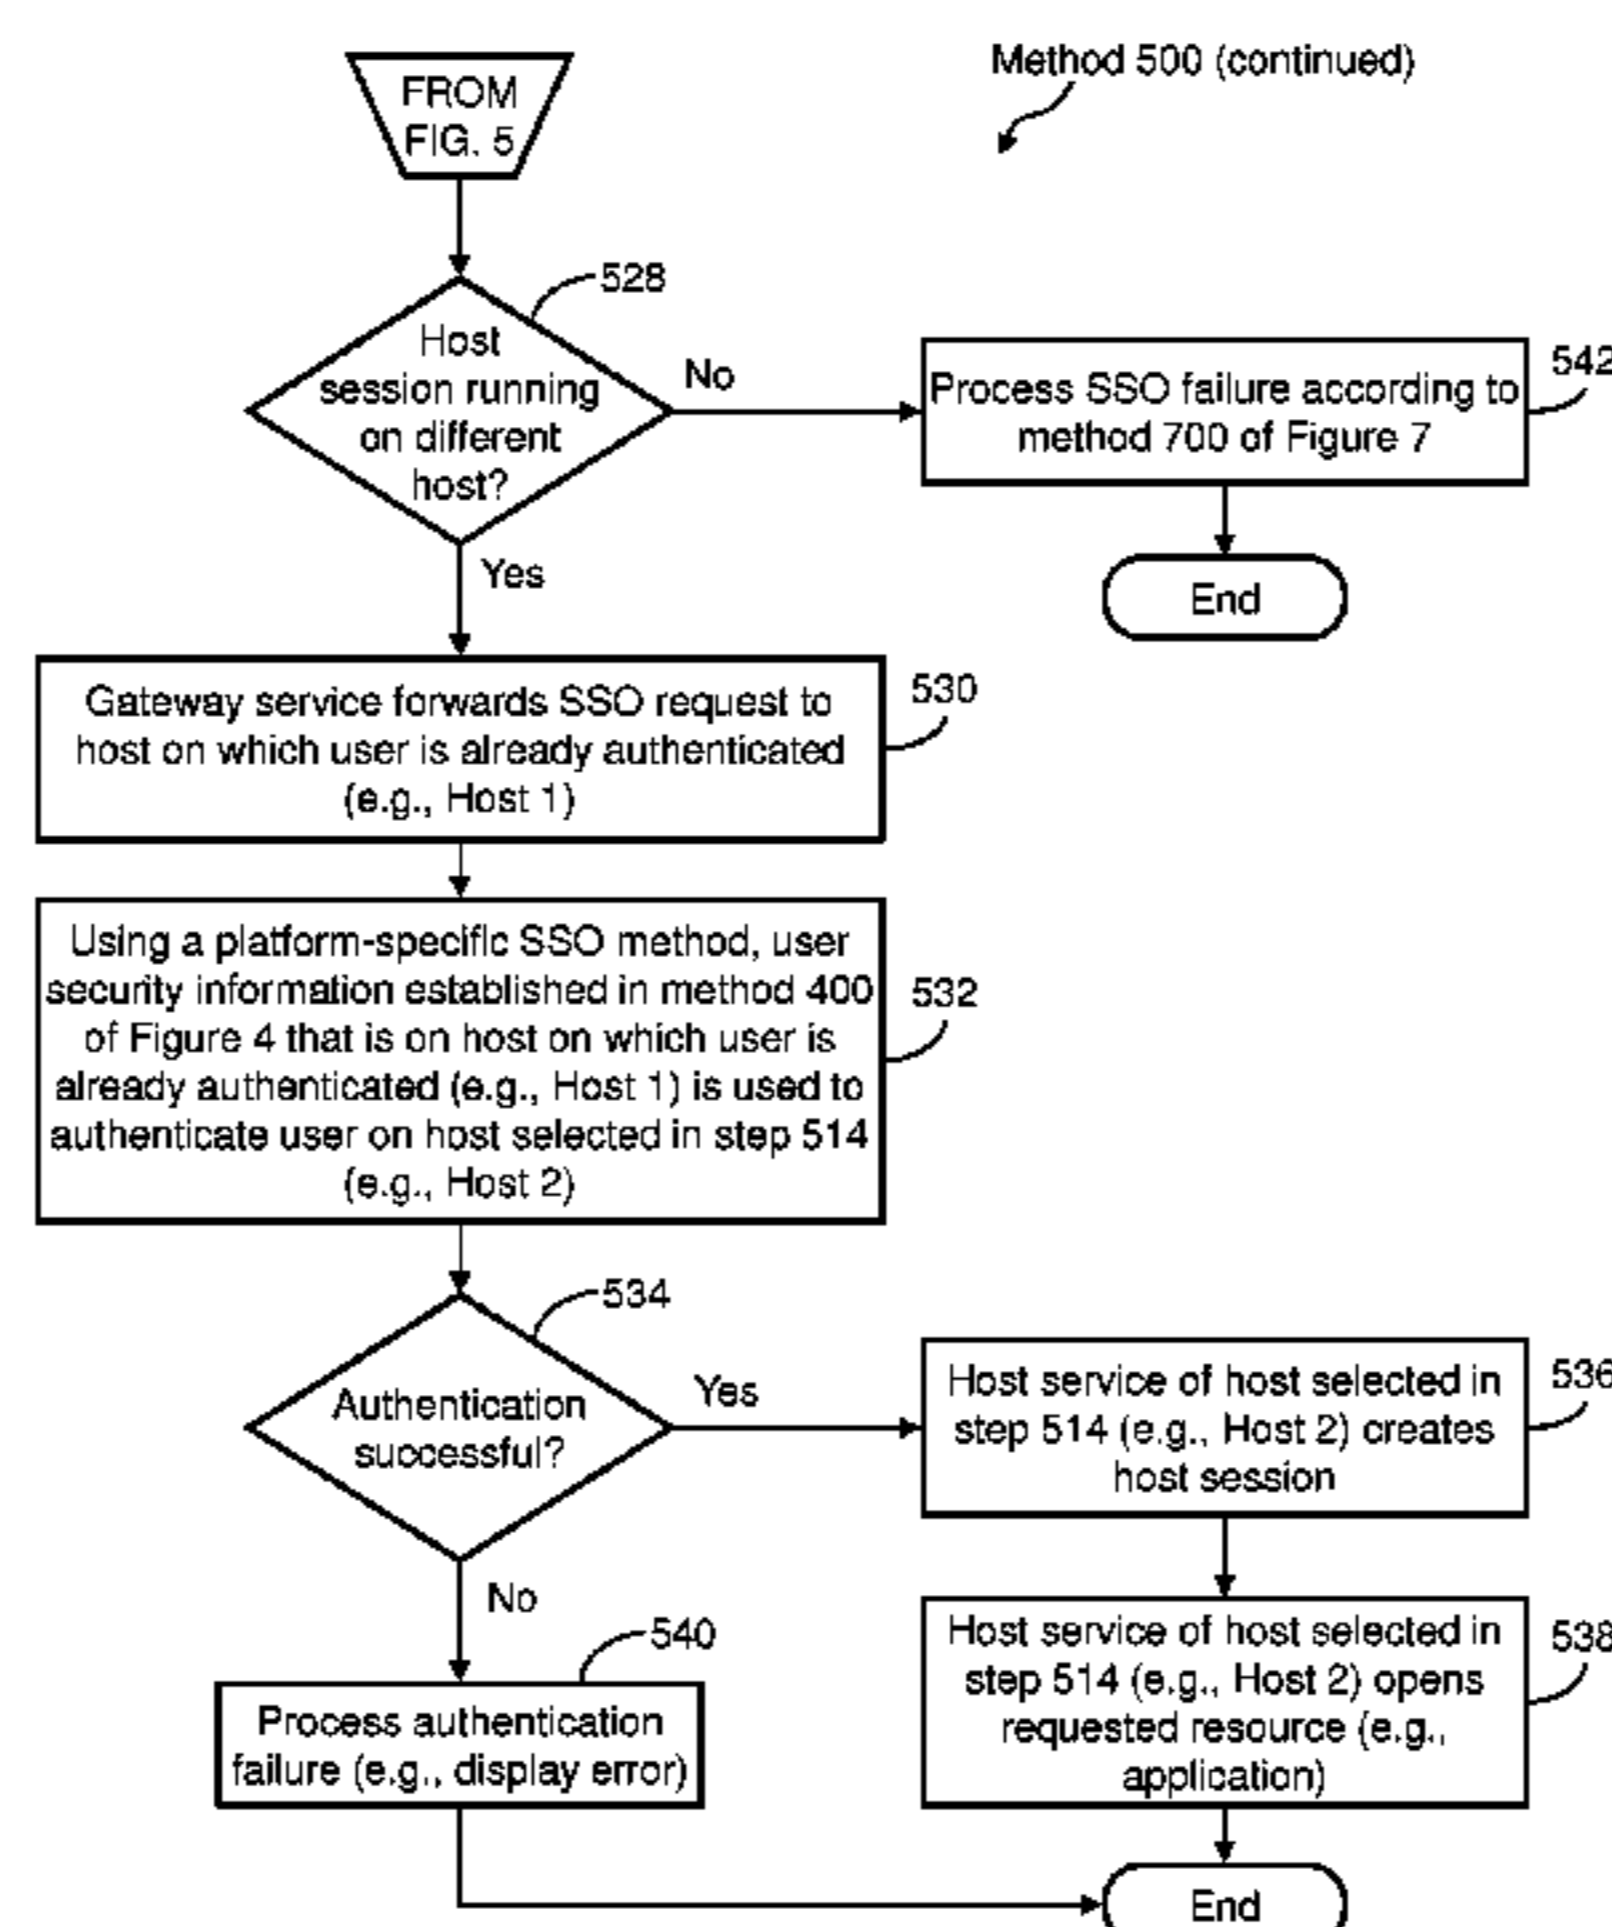 Method 500 (continued)
FROM
FIG. 5
528
Host
session running
on different
host?
No
Process SSO failure according to
method 700 of Figure 7
542
End
Yes
Gateway service forwards SSO request to
host on which user is already authenticated
(e.g., Host 1)
530
Using a platform-specific SSO method, user
security information established in method 400
of Figure 4 that is on host on which user is
already authenticated (e.g., Host 1) is used to
authenticate user on host selected in step 514
(e.g., Host 2)
532
534
Authentication
successful?
Yes
Host service of host selected in
step 514 (e.g., Host 2) creates
host session
536
No
540
Process authentication
failure (e.g., display error)
Host service of host selected in
step 514 (e.g., Host 2) opens
requested resource (e.g.,
application)
538
End